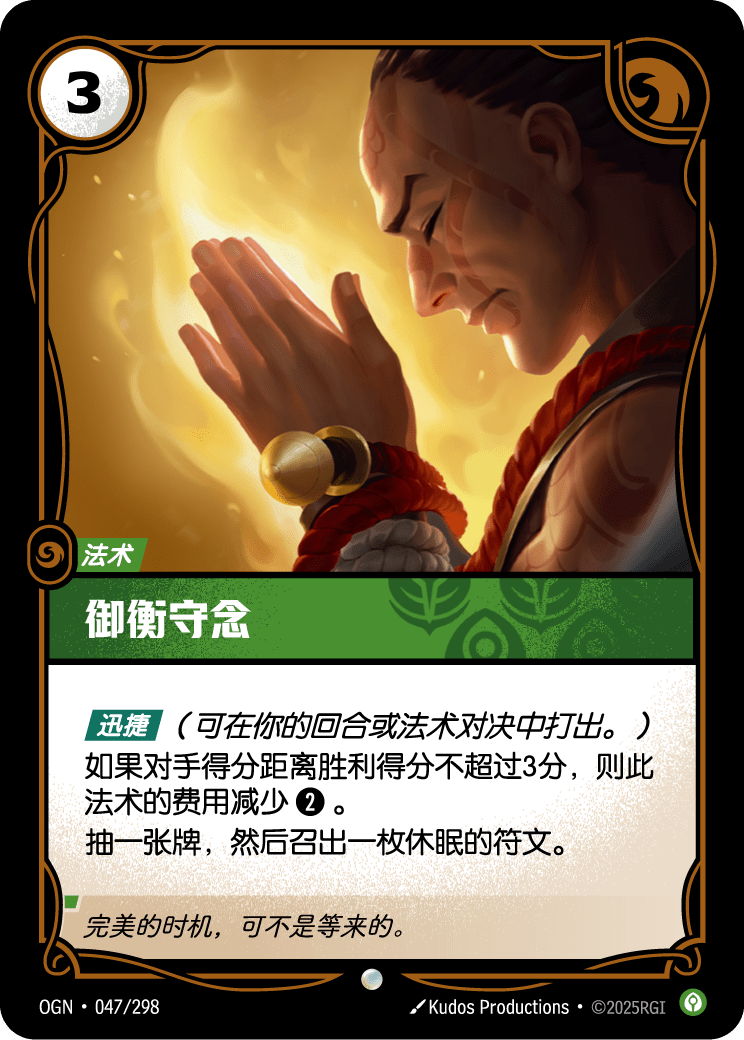 3
法术
御衡守念
迅捷（可在你的回合或法术对决中打出。）
如果对手得分距离胜利得分不超过3分，则此
法术的费用减少 2 。
抽一张牌，然后召出一枚休眠的符文。
完美的时机，可不是等来的。
OGN • 047/298
Kudos Productions • ©2025RGI